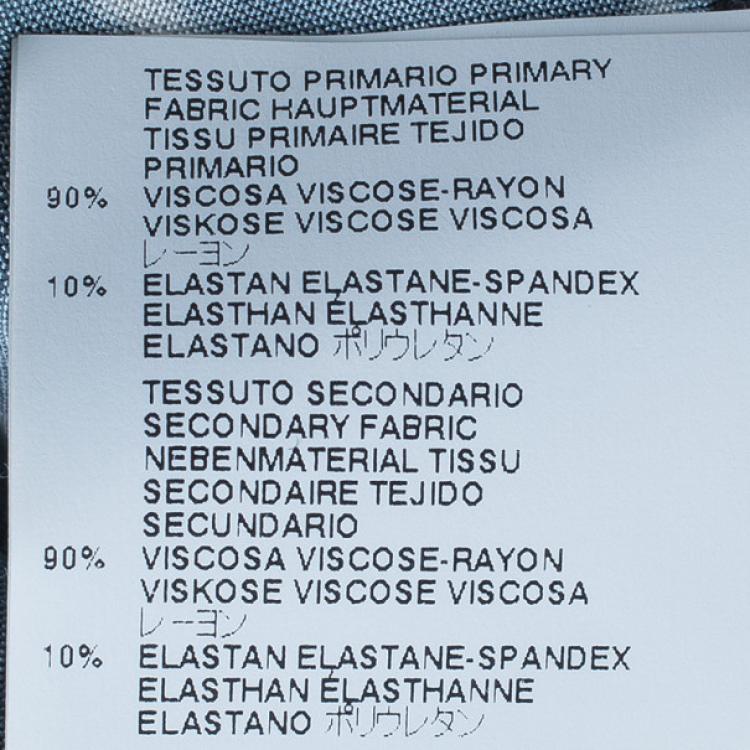 TESSUTO PRIMARIO PRIMARY
FABRIC HAUPTMATERIAL
TISSU PRIMAIRE TEJIDO
PRIMARIO
90% VISCOSA VISCOSE-RAYON
VISKOSE VISCOSE VISCOSA
レーヨン
10% ELASTAN ELASTANE-SPANDEX
ELASTHAN ÉLASTHANNE
ELASTANO ポリウレタン
TESSUTO SECONDARIO
SECONDARY FABRIC
NEBENMATERIAL TISSU
SECONDAIRE TEJIDO
SECUNDARIO
90% VISCOSA VISCOSE-RAYON
VISKOSE VISCOSE VISCOSA
レーヨン
10% ELASTAN ELASTANE-SPANDEX
ELASTHAN ÉLASTHANNE
ELASTANO ポリウレタン